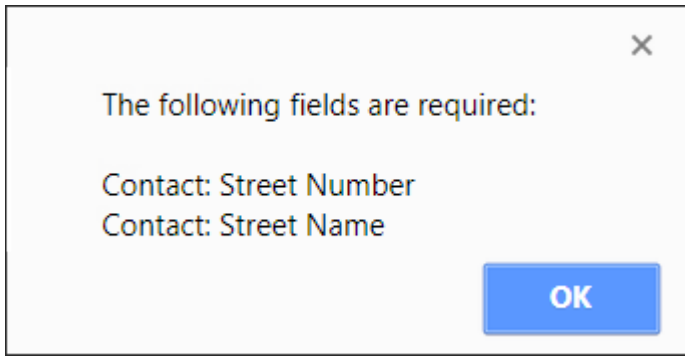 The following fields are required:
Contact: Street Number
Contact: Street Name
OK